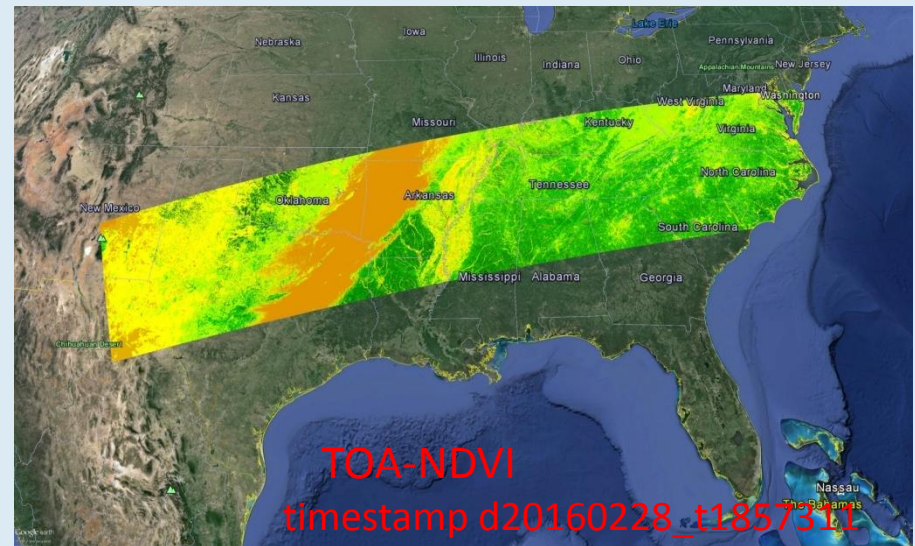 Lake Erie
Iowa
Nebraska
Pennsylvania
Illinois
Indiana
Ohio
Appalachian Mountains
New Jersey
Kansas
Maryland
Washington
West Virginia
Missouri
Kentucky
Virginia
North Carolina
Tennessee
Arkansas
Oklahoma
New Mexico
South Carolina
Mississippi
Alabama
Georgia
Chihuahuan Desert
TOA-NDVI
Nassau
The Bahamas
timestamp d20160228_t1857311
Google earth